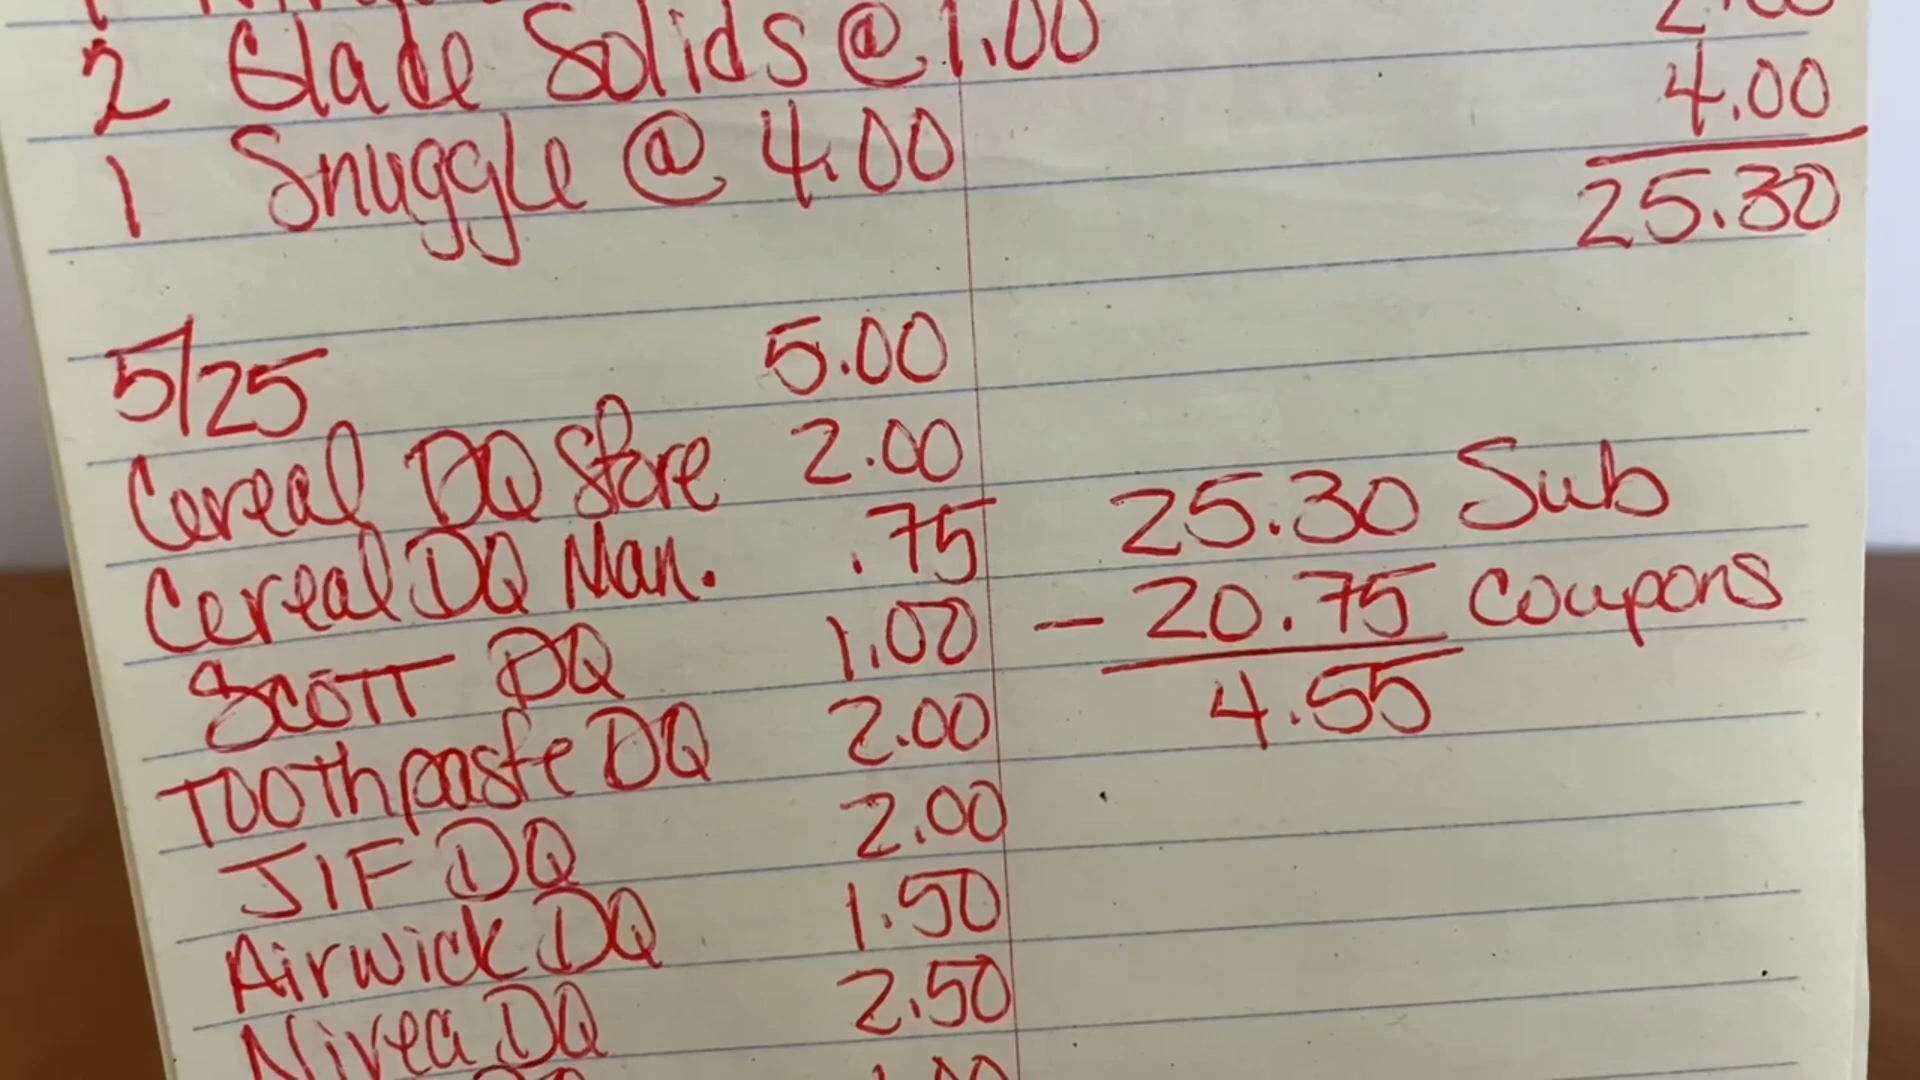 2 Glade Solids @ 1.00
4.00
1 Snuggle @ 4.00
25.30
5/25 5.00
Cereal DQ Store 2.00
Cereal DQ Man. .75
Scott DQ 1.00
Toothpaste DQ 2.00
JIF DQ 2.00
Airwick DQ 1.50
Nivea DQ 2.50
25.30 Sub
- 20.75 Coupons
4.55